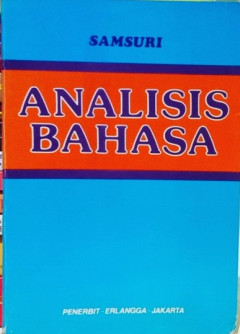 SAMSURI
ANALISIS
BAHASA
PENERBIT - ERLANGGA - JAKARTA